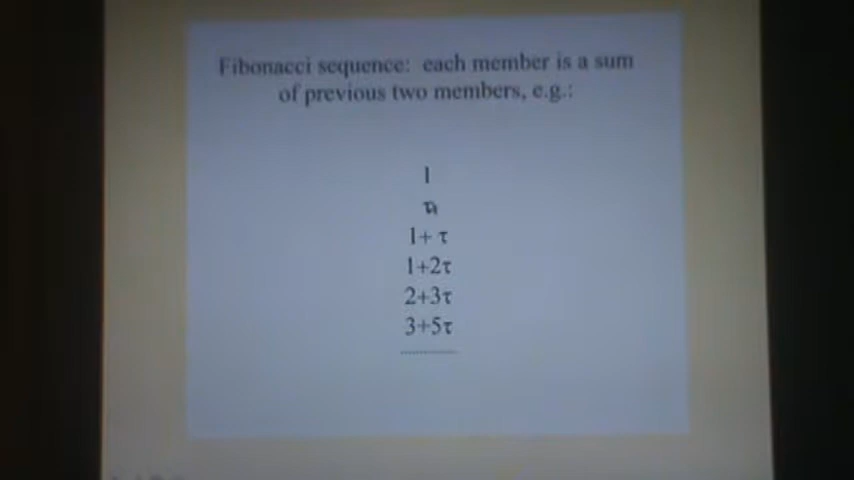 Fibonacci sequence: each member is a sum
of previous two members, e.g.:
1
τ
1+ τ
1+2τ
2+3τ
3+5τ
..............